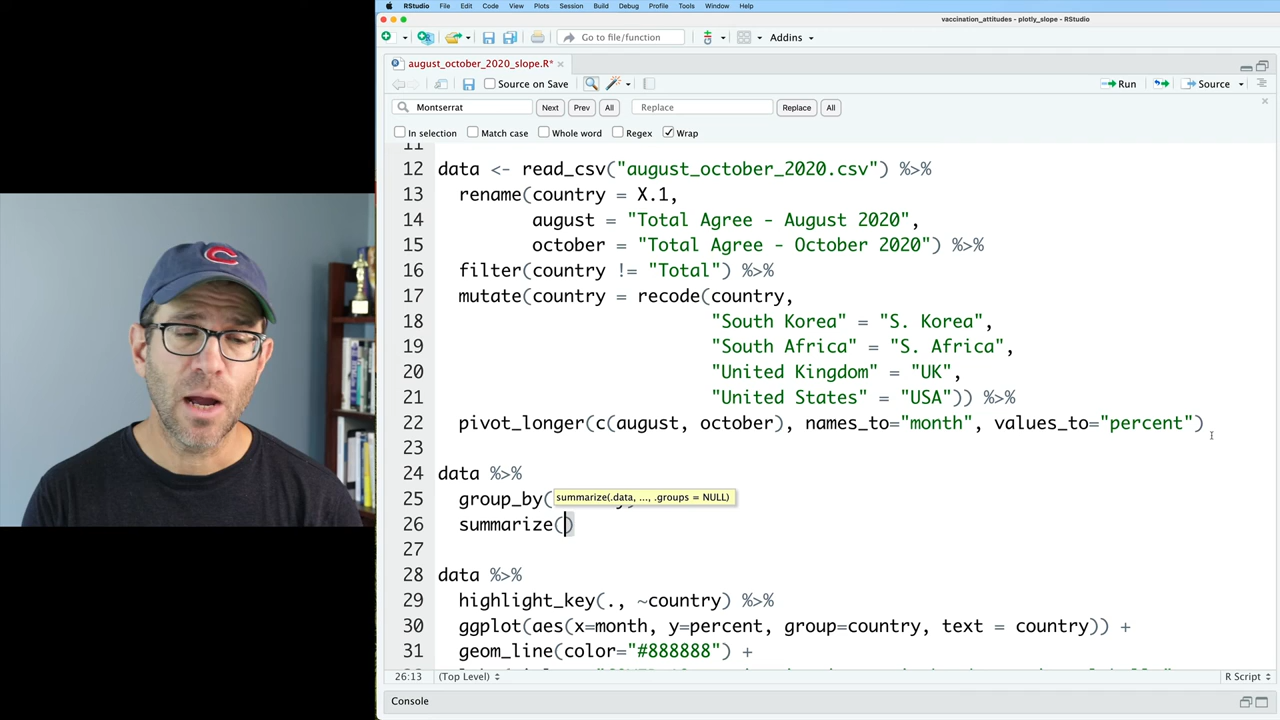 RStudio File Edit Code View Plots Session Build Debug Profile Tools Window Help
vaccination_attitudes - plotly_slope - RStudio
Go to file/function Addins
august_october_2020_slope.R*
Source on Save Run Source
Montserrat Next Prev All Replace Replace All
In selection Match case Whole word Regex Wrap
11
12 data <- read_csv("august_october_2020.csv") %>%
13 rename(country = X.1,
14 august = "Total Agree - August 2020",
15 october = "Total Agree - October 2020") %>%
16 filter(country != "Total") %>%
17 mutate(country = recode(country,
18 "South Korea" = "S. Korea",
19 "South Africa" = "S. Africa",
20 "United Kingdom" = "UK",
21 "United States" = "USA")) %>%
22 pivot_longer(c(august, october), names_to="month", values_to="percent")
23
24 data %>%
summarize(.data, ..., .groups = NULL)
25 group_by(
26 summarize()
27
28 data %>%
29 highlight_key(., ~country) %>%
30 ggplot(aes(x=month, y=percent, group=country, text = country)) +
31 geom_line(color="#888888") +
26:13 (Top Level) R Script
Console
C